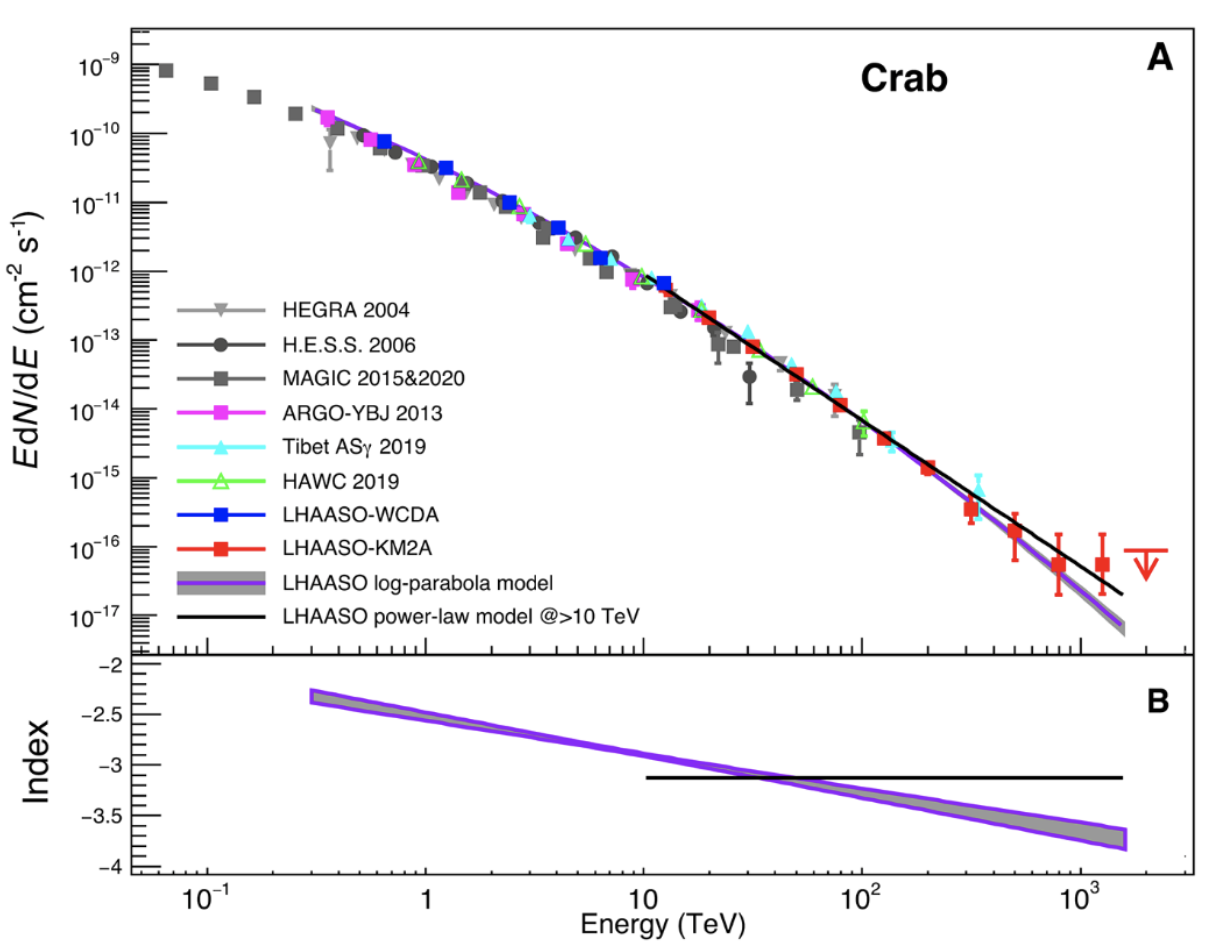 A
Crab
10⁻⁹
10⁻¹⁰
10⁻¹¹
10⁻¹²
10⁻¹³
10⁻¹⁴
10⁻¹⁵
10⁻¹⁶
10⁻¹⁷
EdN/dE (cm⁻² s⁻¹)
HEGRA 2004
H.E.S.S. 2006
MAGIC 2015&2020
ARGO-YBJ 2013
Tibet ASγ 2019
HAWC 2019
LHAASO-WCDA
LHAASO-KM2A
LHAASO log-parabola model
LHAASO power-law model @>10 TeV
B
−2
−2.5
−3
−3.5
−4
Index
10⁻¹ 1 10 10² 10³
Energy (TeV)